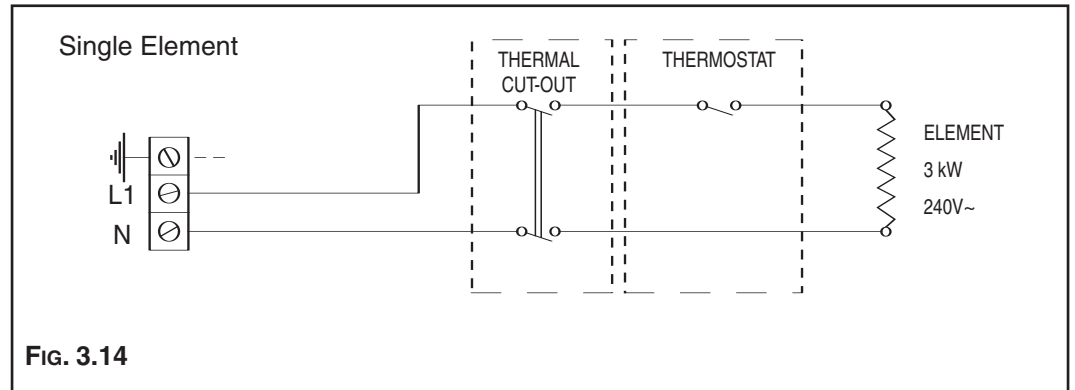 Single Element
THERMAL
CUT-OUT
THERMOSTAT
L1
N
ELEMENT
3 kW
240V~
FIG. 3.14